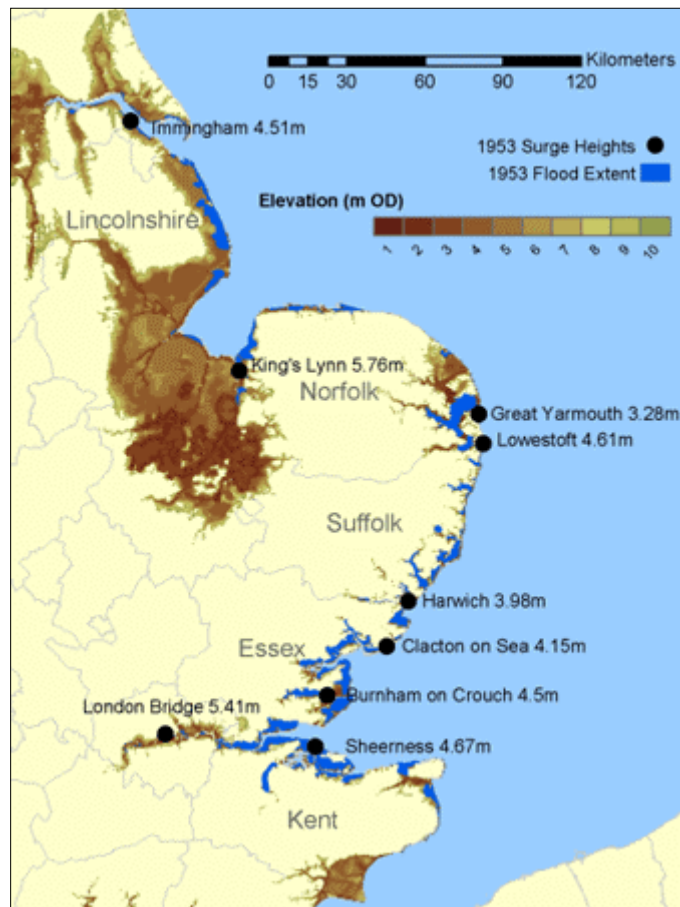 Kilometers
0 15 30 60 90 120
Immingham 4.51m
1953 Surge Heights
1953 Flood Extent
Elevation (m OD)
1 2 3 4 5 6 7 8 9 10
Lincolnshire
King's Lynn 5.76m
Norfolk
Great Yarmouth 3.28m
Lowestoft 4.61m
Suffolk
Harwich 3.98m
Essex
Clacton on Sea 4.15m
Burnham on Crouch 4.5m
London Bridge 5.41m
Sheerness 4.67m
Kent